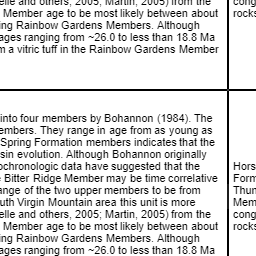 elle and others, 2005; Martin, 2005) from the
Member age to be most likely between about
ing Rainbow Gardens Members. Although
ages ranging from ~26.0 to less than 18.8 Ma
m a vitric tuff in the Rainbow Gardens Member
cong
rocks
into four members by Bohannon (1984). The
embers. They range in age from as young as
Spring Formation members indicates that the
sin evolution. Although Bohannon originally
ochronologic data have suggested that the
Bitter Ridge Member may be time correlative
ange of the two upper members to be from
uth Virgin Mountain area this unit is more
elle and others, 2005; Martin, 2005) from the
Member age to be most likely between about
ing Rainbow Gardens Members. Although
ages ranging from ~26.0 to less than 18.8 Ma
Hors
Form
Thun
Mem
cong
rocks